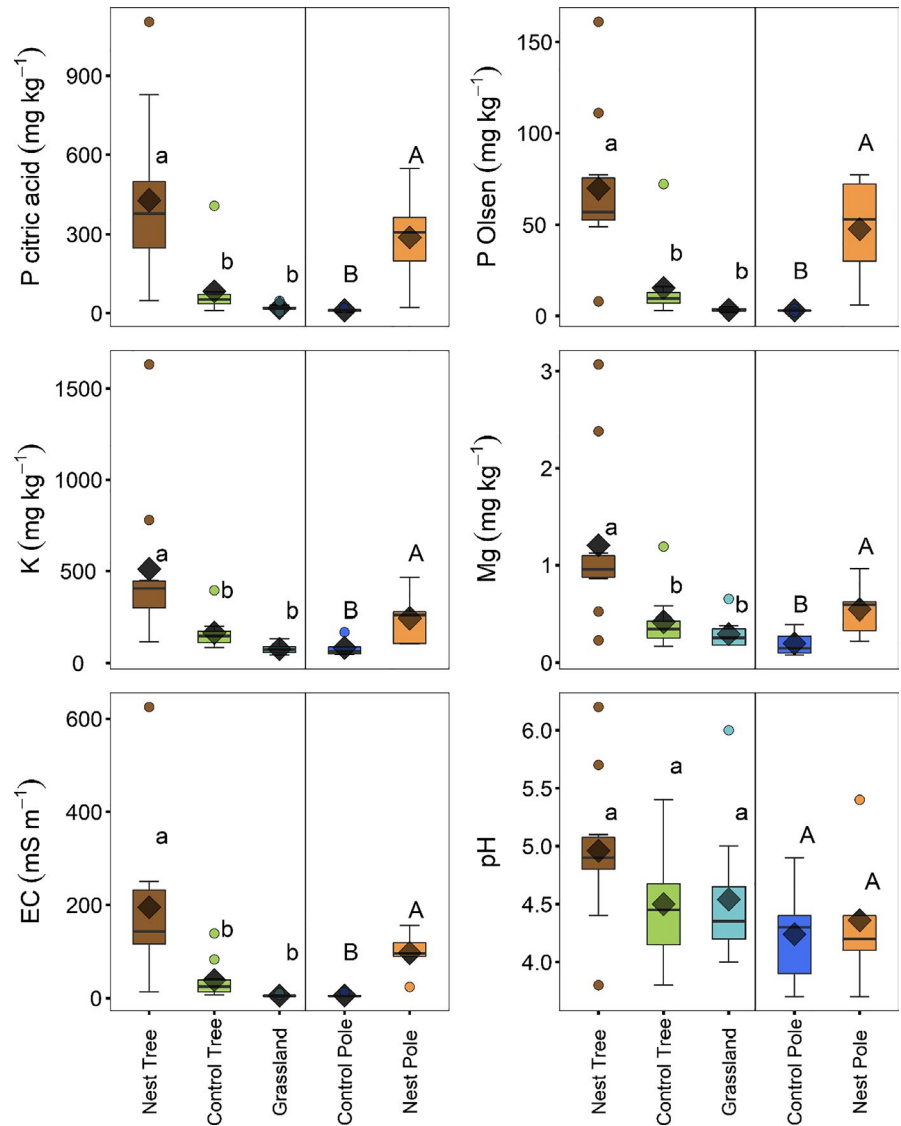 P citric acid (mg kg⁻¹)
900
600
300
0
a
b
b
B
A
P Olsen (mg kg⁻¹)
150
100
50
0
a
b
b
B
A
K (mg kg⁻¹)
1500
1000
500
0
a
b
b
B
A
Mg (mg kg⁻¹)
3
2
1
0
a
b
b
B
A
EC (mS m⁻¹)
600
400
200
0
a
b
b
B
A
Nest Tree
Control Tree
Grassland
Control Pole
Nest Pole
pH
6.0
5.5
5.0
4.5
4.0
a
a
a
A
A
Nest Tree
Control Tree
Grassland
Control Pole
Nest Pole